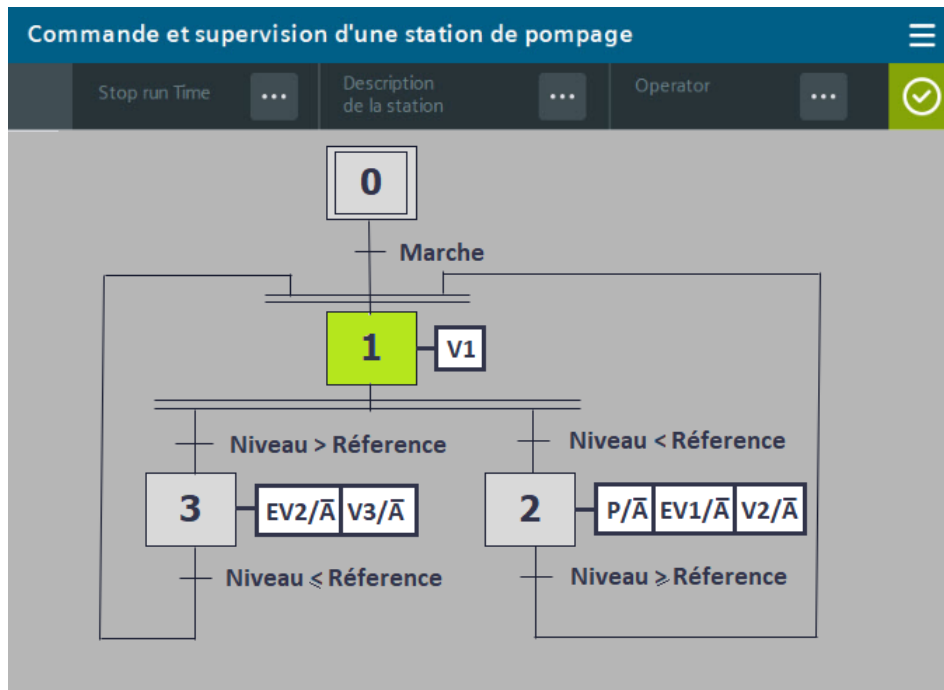 Commande et supervision d'une station de pompage
Stop run Time
...
Description
de la station
...
Operator
...
0
Marche
1
V1
Niveau > Réference
Niveau < Réference
3
EV2/A̅
V3/A̅
2
P/A̅
EV1/A̅
V2/A̅
Niveau ⩽ Réference
Niveau ⩾ Réference